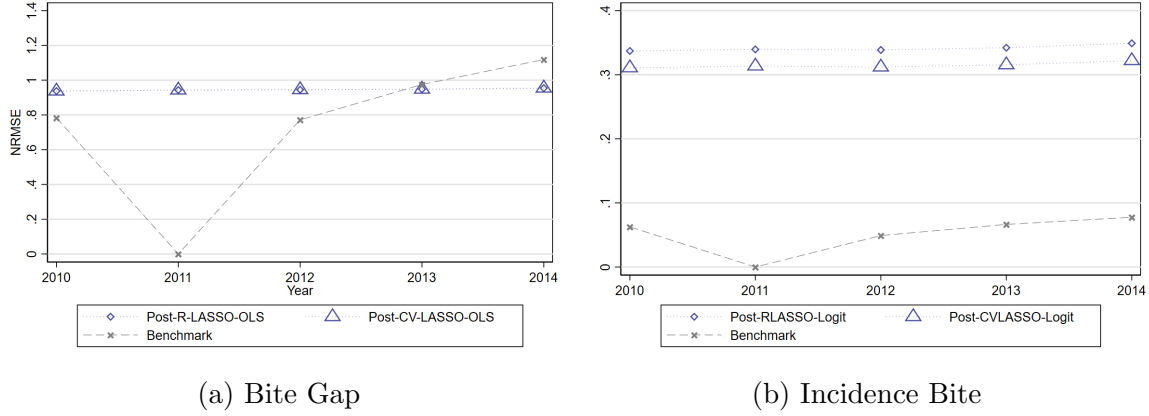 1.4
1.2
1
.8
.6
.4
.2
0
NRMSE
2010 2011 2012 2013 2014
Year
Post-R-LASSO-OLS Post-CV-LASSO-OLS
Benchmark
(a) Bite Gap
.4
.3
.2
.1
0
2010 2011 2012 2013 2014
Post-RLASSO-Logit Post-CVLASSO-Logit
Benchmark
(b) Incidence Bite